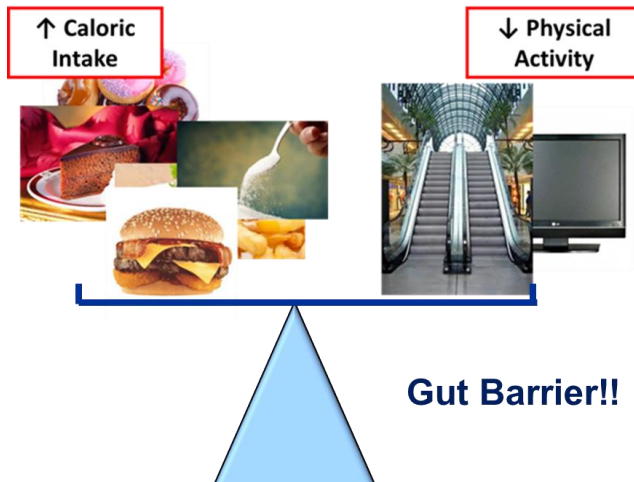 ↑ Caloric
Intake
↓ Physical
Activity
Gut Barrier!!